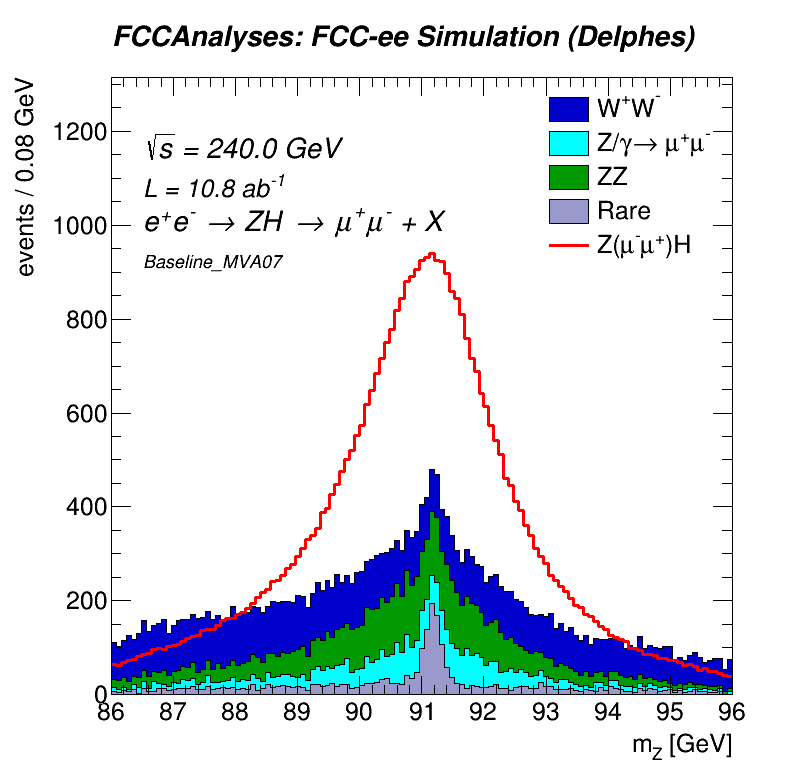 FCCAnalyses: FCC-ee Simulation (Delphes)
events / 0.08 GeV
1200
1000
800
600
400
200
0
√s = 240.0 GeV
L = 10.8 ab⁻¹
e⁺e⁻ → ZH → μ⁺μ⁻ + X
Baseline_MVA07
W⁺W⁻
Z/γ→ μ⁺μ⁻
ZZ
Rare
Z(μ⁻μ⁺)H
86 87 88 89 90 91 92 93 94 95 96
m_Z [GeV]